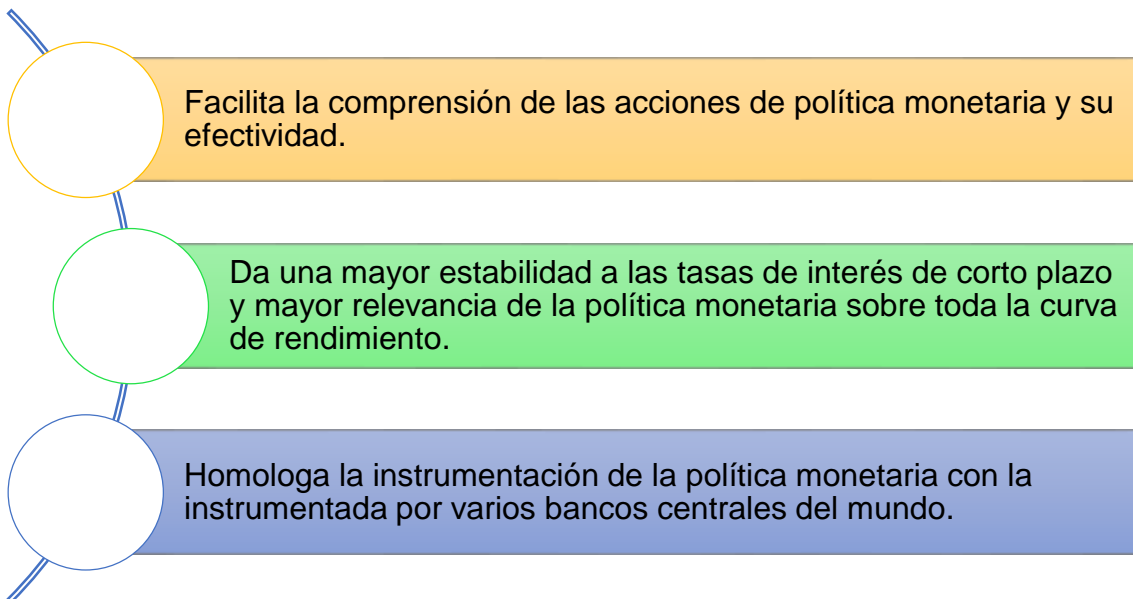 Facilita la comprensión de las acciones de política monetaria y su
efectividad.
Da una mayor estabilidad a las tasas de interés de corto plazo
y mayor relevancia de la política monetaria sobre toda la curva
de rendimiento.
Homologa la instrumentación de la política monetaria con la
instrumentada por varios bancos centrales del mundo.